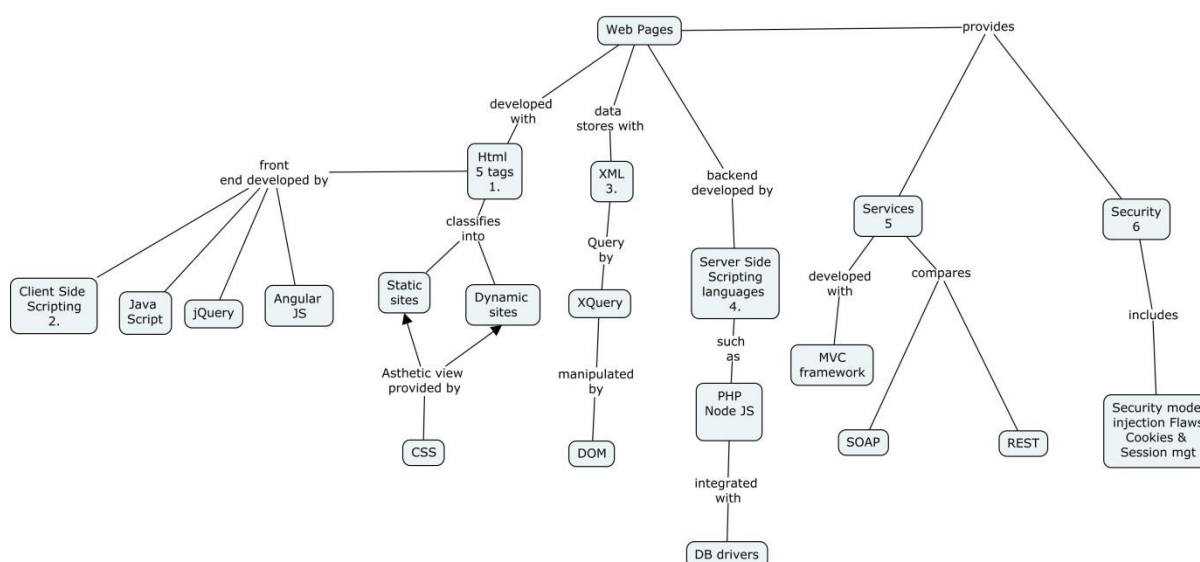 Web Pages
provides
developed
with
data
stores with
Html
5 tags
1.
front
end developed by
XML
3.
backend
developed by
Services
5
Security
6
classifies
into
Query
by
Server Side
Scripting
languages
4.
developed
with
compares
Client Side
Scripting
2.
Java
Script
jQuery
Angular
JS
Static
sites
Dynamic
sites
XQuery
includes
such
as
MVC
framework
Asthetic view
provided by
manipulated
by
PHP
Node JS
Security mode
injection Flaws
Cookies &
Session mgt
CSS
DOM
SOAP
REST
integrated
with
DB drivers